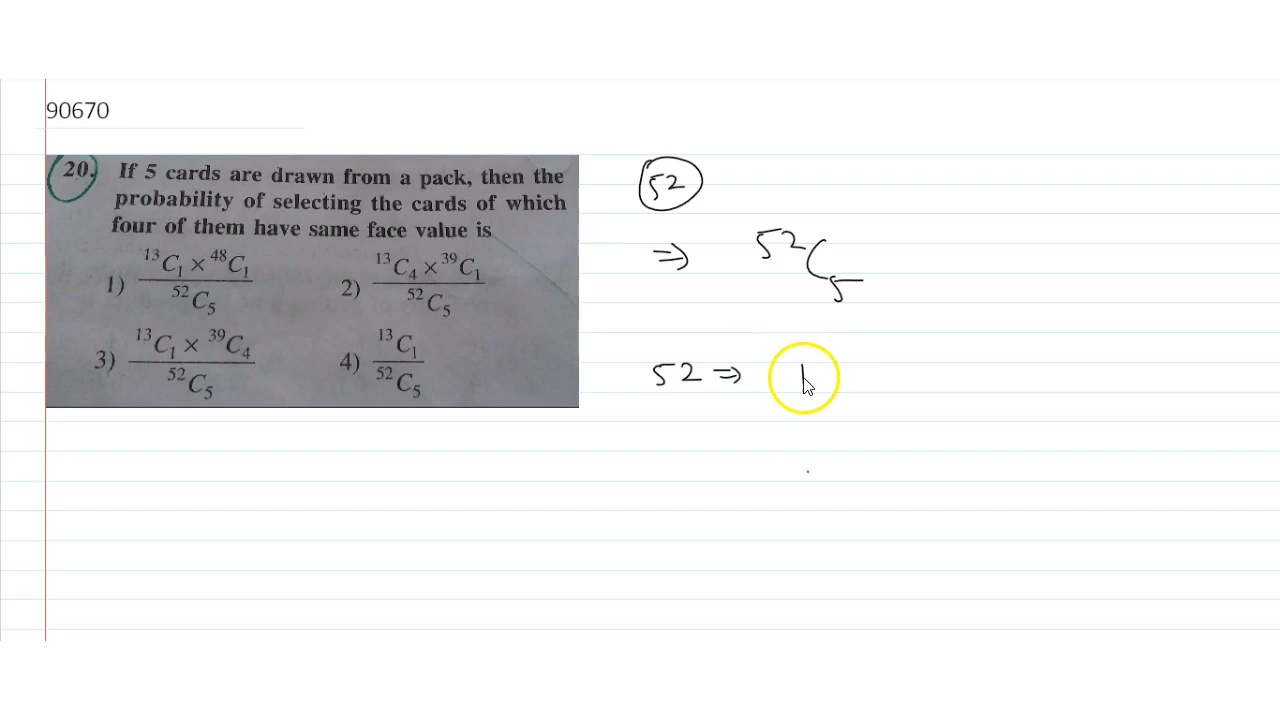 90670
20. If 5 cards are drawn from a pack, then the
probability of selecting the cards of which
four of them have same face value is
1) ¹³C₁ × ⁴⁸C₁ / ⁵²C₅ 2) ¹³C₄ × ³⁹C₁ / ⁵²C₅
3) ¹³C₁ × ³⁹C₄ / ⁵²C₅ 4) ¹³C₁ / ⁵²C₅
52
⇒ ⁵²C₅
52 ⇒ 1